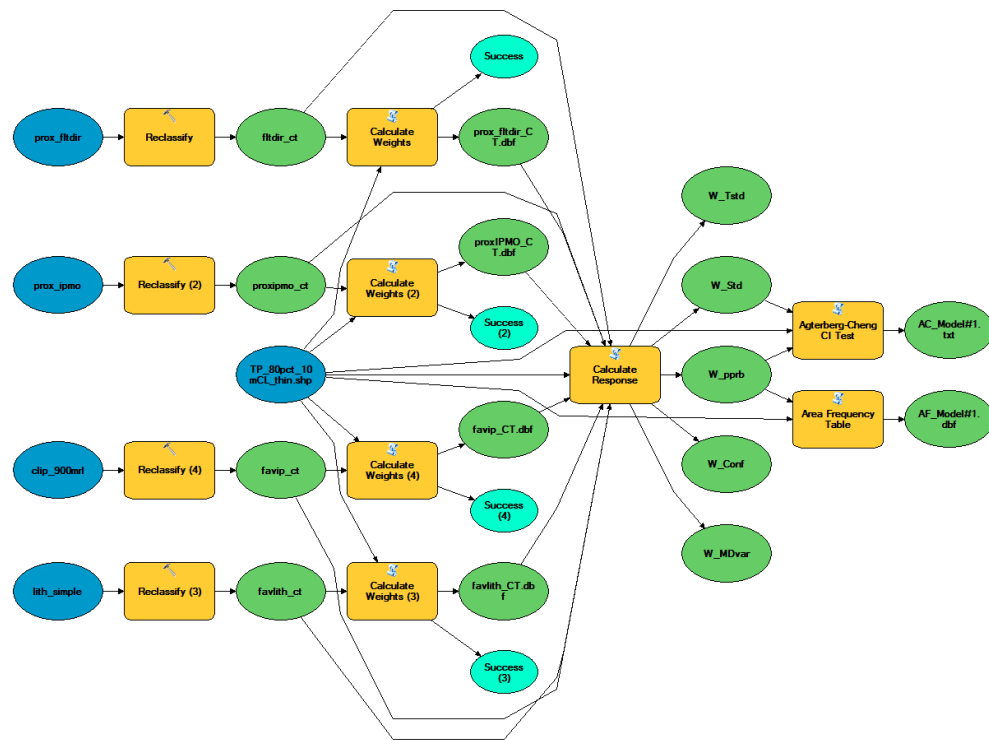 Success
prox_fltdir
Reclassify
fltdir_ct
Calculate
Weights
prox_fltdir_C
T.dbf
W_Tstd
proxIPMO_C
T.dbf
prox_ipmo
Reclassify (2)
proxipmo_ct
Calculate
Weights (2)
W_Std
Success
(2)
Agterberg-Cheng
CI Test
AC_Model#1.
txt
TP_80pct_10
mCL_thin.shp
Calculate
Response
W_pprb
favip_CT.dbf
Area Frequency
Table
AF_Model#1.
dbf
clip_900mrl
Reclassify (4)
favip_ct
Calculate
Weights (4)
W_Conf
Success
(4)
W_MDvar
lith_simple
Reclassify (3)
favlith_ct
Calculate
Weights (3)
favlith_CT.db
f
Success
(3)